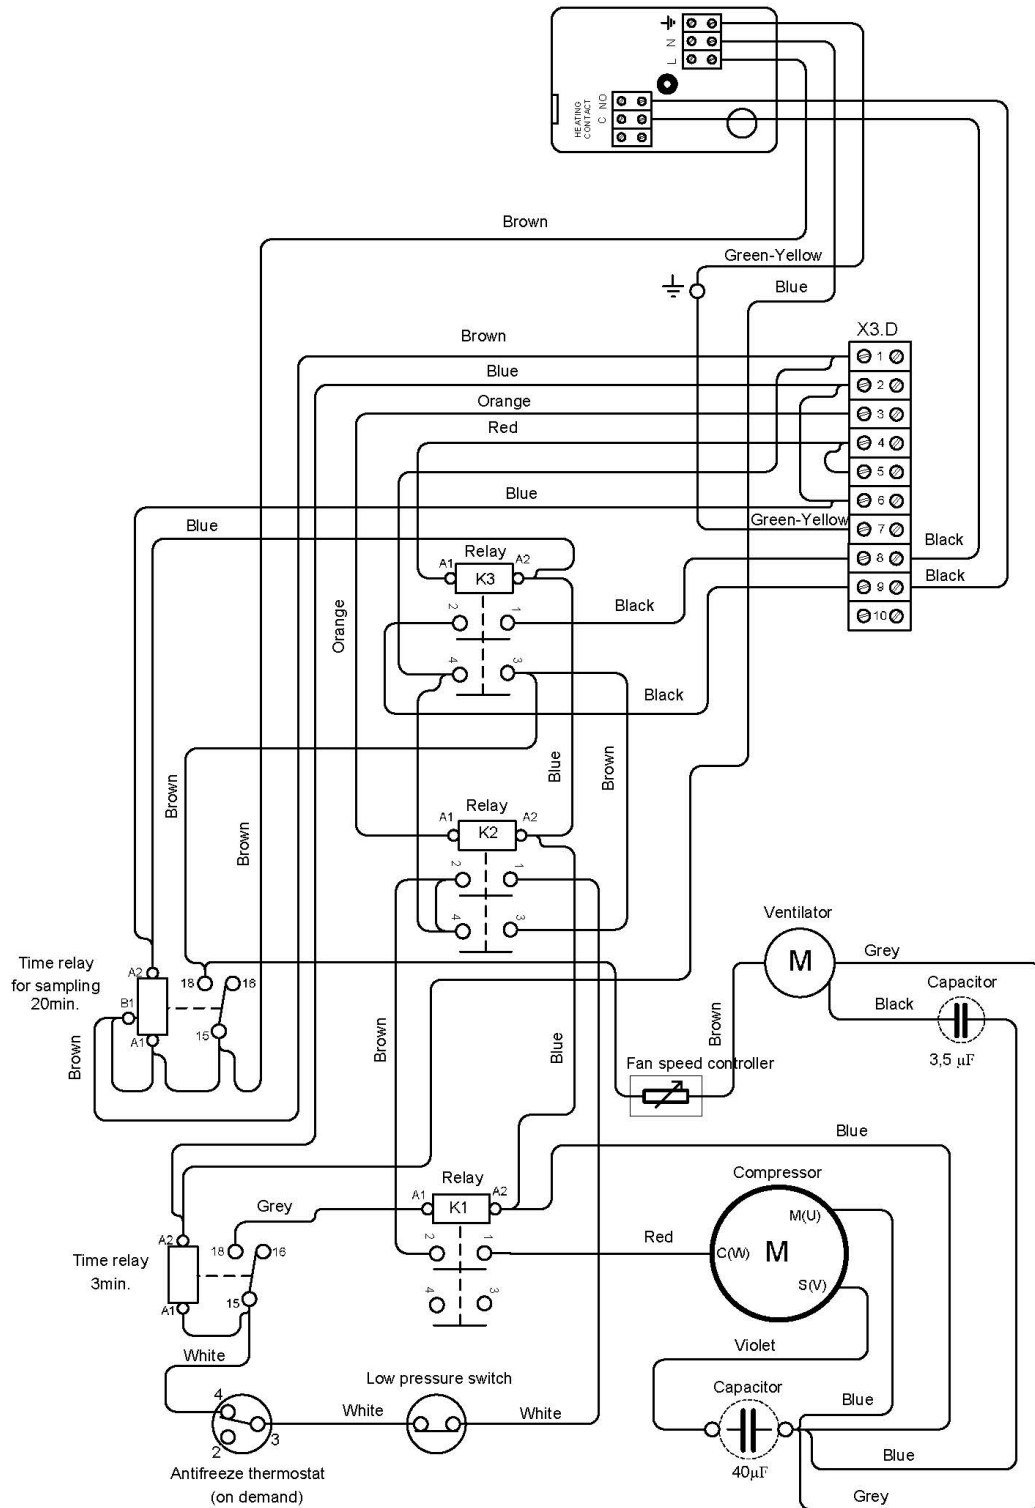 L N
HEATING
CONTACT
C NO
Brown
Green-Yellow
Blue
X3.D
Brown
1
Blue
2
Orange
3
Red
4
5
Blue
6
Blue
Green-Yellow
7
Black
8
Relay
A1
K3
A2
Black
9
10
2
1
Black
Orange
4
3
Black
Brown
Blue
Brown
Brown
Relay
A1
K2
A2
2
1
4
3
Ventilator
M
Grey
Time relay
for sampling
20min.
A2
18
16
B1
15
A1
Brown
Black
Capacitor
3,5 µF
Brown
Blue
Brown
Fan speed controller
Blue
Relay
A1
K1
A2
Grey
Compressor
M(U)
C(W)
M
S(V)
Red
2
1
4
3
Time relay
3min.
A2
18
16
15
A1
White
Violet
4
3
2
White
Low pressure switch
White
Capacitor
40µF
Blue
Blue
Grey
Antifreeze thermostat
(on demand)